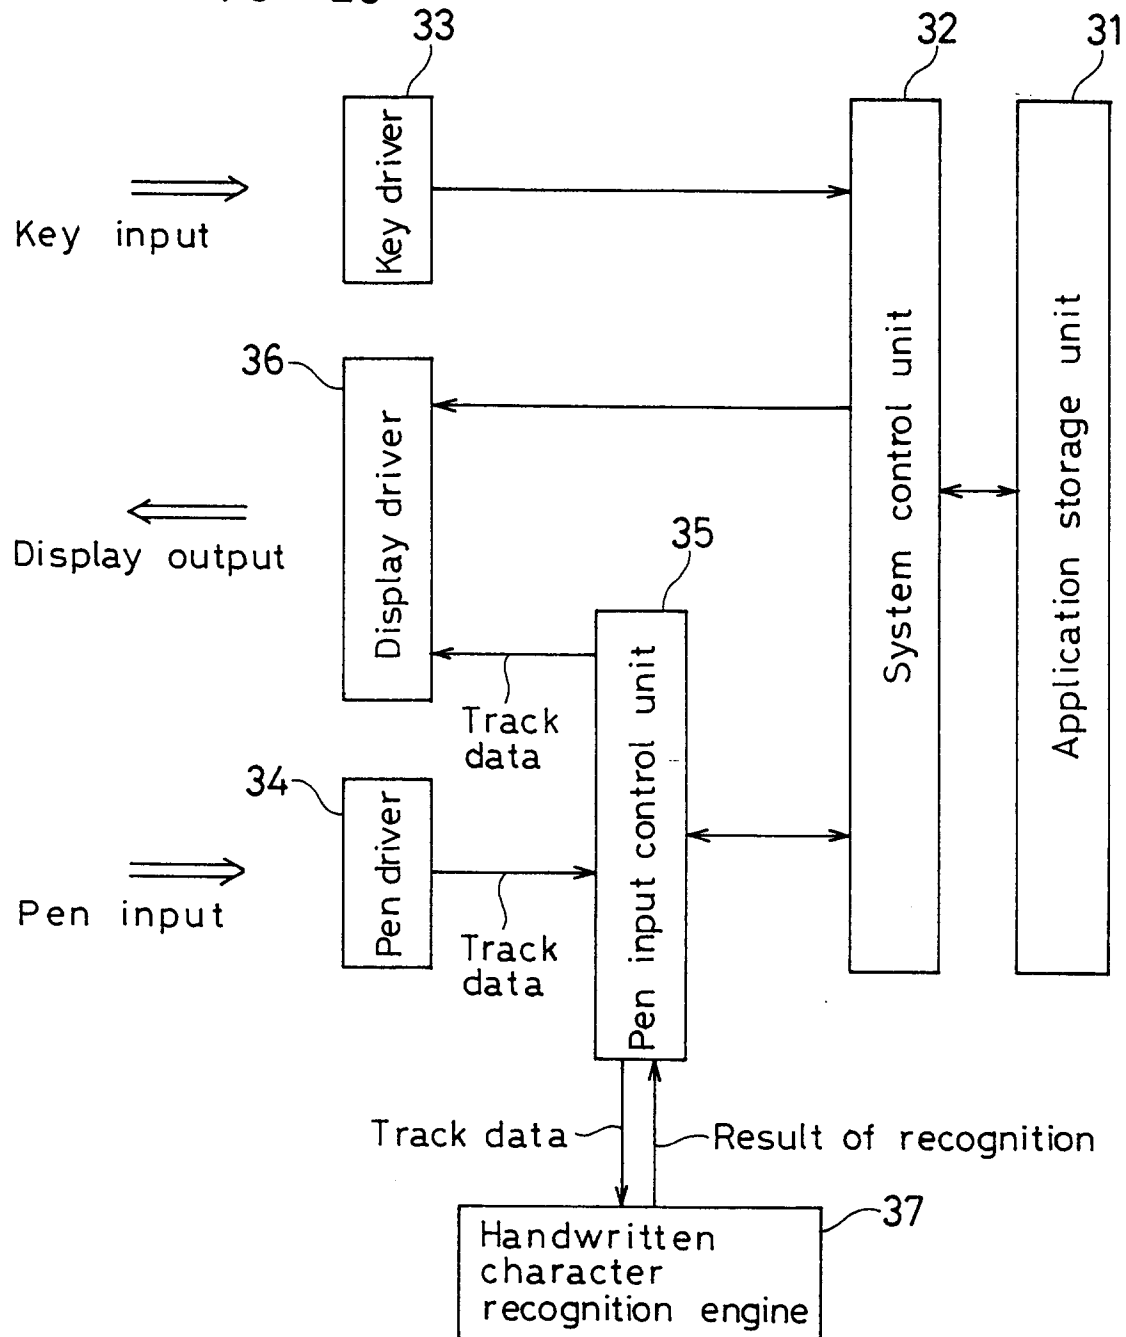 33
32
31
Key driver
Key input
36
Display driver
System control unit
Application storage unit
Display output
35
Track
data
Pen input control unit
34
Pen driver
Pen input
Track
data
Track data
Result of recognition
37
Handwritten
character
recognition engine